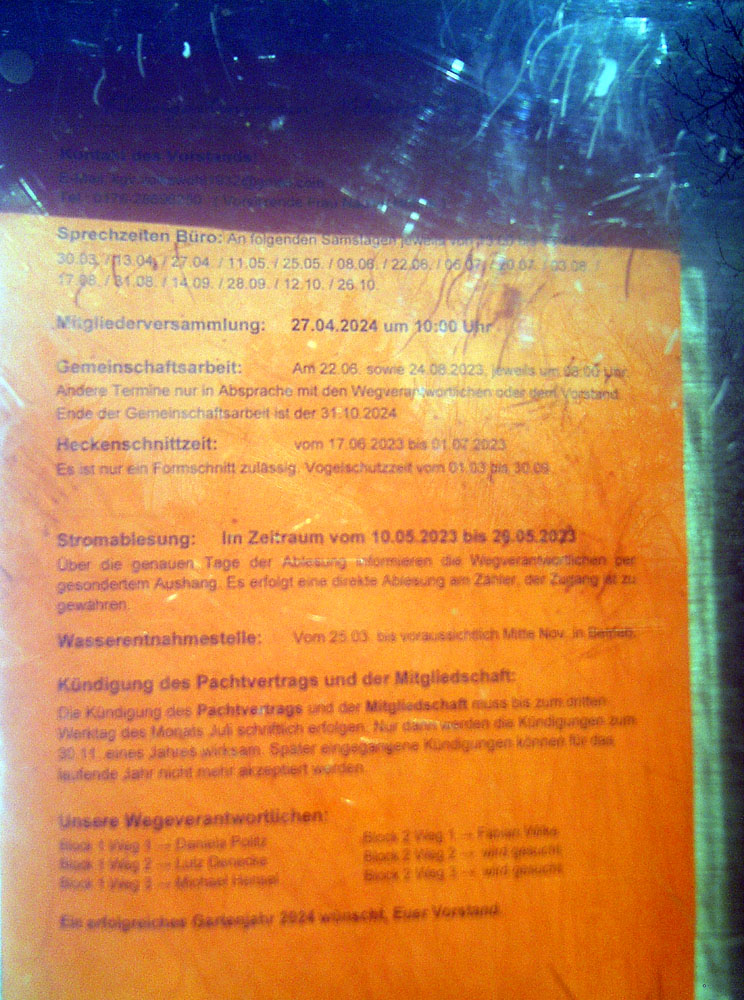 Kontakt des Vorstands:
E-Mail
Tel.: Vorsitzende Frau
Sprechzeiten Büro: An folgenden Samstagen jeweils von
30.03. / 13.04. / 27.04. / 11.05. / 25.05. / 08.06. / 22.06. / 06.07. / 20.07. / 03.08. /
17.08. / 31.08. / 14.09. / 28.09. / 12.10. / 26.10.
Mitgliederversammlung: 27.04.2024 um 10:00 Uhr
Gemeinschaftsarbeit: Am 22.06. sowie 24.08.2023, jeweils um 08:00 Uhr.
Andere Termine nur in Absprache mit den Wegverantwortlichen oder dem Vorstand.
Ende der Gemeinschaftsarbeit ist der 31.10.2024
Heckenschnittzeit: vom 17.06.2023 bis 01.07.2023
Es ist nur ein Formschnitt zulässig. Vogelschutzzeit vom 01.03 bis 30.09.
Stromablesung: Im Zeitraum vom 10.05.2023 bis 26.05.2023
Über die genauen Tage der Ablesung informieren die Wegverantwortlichen per
gesondertem Aushang. Es erfolgt eine direkte Ablesung am Zähler, der Zugang ist zu
gewähren.
Wasserentnahmestelle: Vom 25.03. bis voraussichtlich Mitte Nov. in Betrieb.
Kündigung des Pachtvertrags und der Mitgliedschaft:
Die Kündigung des Pachtvertrags und der Mitgliedschaft muss bis zum dritten
Werktag des Monats Juli schriftlich erfolgen. Nur dann werden die Kündigungen zum
30.11. eines Jahres wirksam. Später eingegangene Kündigungen können für das
laufende Jahr nicht mehr akzeptiert werden.
Unsere Wegeverantwortlichen:
Block 1 Weg 1 → Daniela Politz Block 2 Weg 1 → Fabian Wilke
Block 1 Weg 2 → Lutz Denecke Block 2 Weg 2 → wird gesucht
Block 1 Weg 3 → Michael Hensel Block 2 Weg 3 → wird gesucht
Ein erfolgreiches Gartenjahr 2024 wünscht, Euer Vorstand.